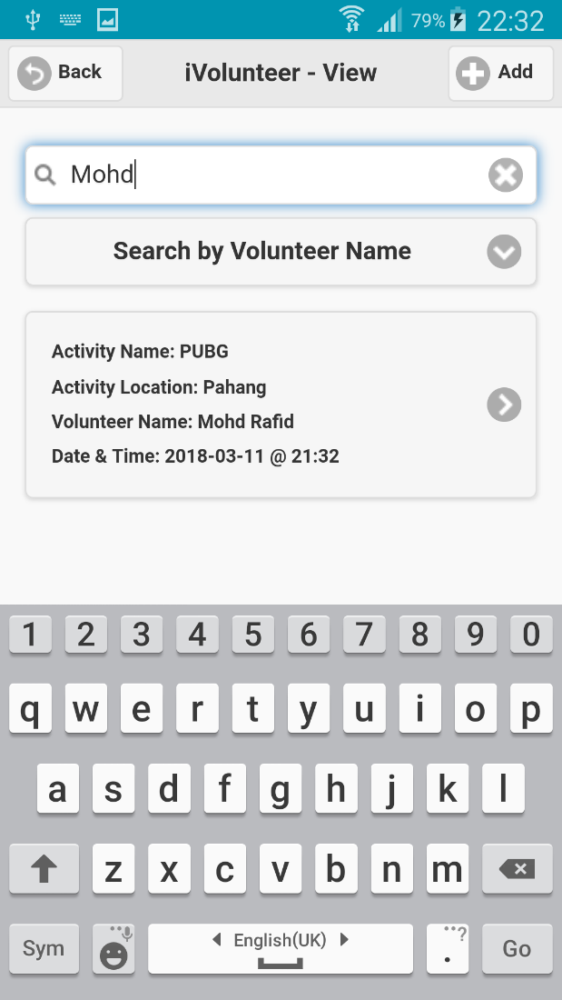 79% 22:32
Back iVolunteer - View Add
Mohd
Search by Volunteer Name
Activity Name: PUBG
Activity Location: Pahang
Volunteer Name: Mohd Rafid
Date & Time: 2018-03-11 @ 21:32
1 2 3 4 5 6 7 8 9 0
q w e r t y u i o p
a s d f g h j k l
z x c v b n m
Sym English(UK) . ? Go